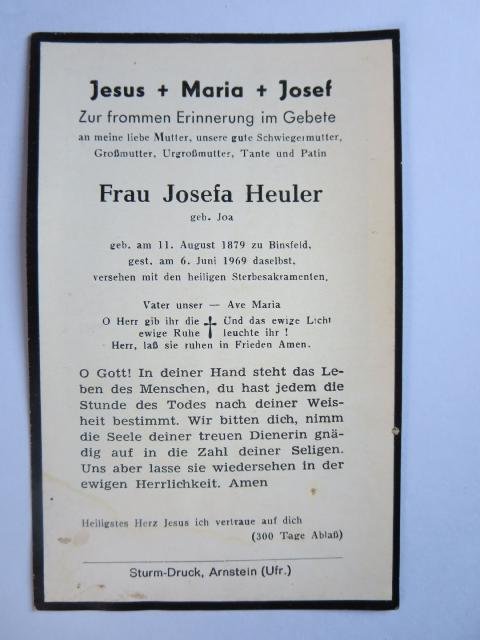 Jesus + Maria + Josef
Zur frommen Erinnerung im Gebete
an meine liebe Mutter, unsere gute Schwiegermutter,
Großmutter, Urgroßmutter, Tante und Patin
Frau Josefa Heuler
geb. Joa
geb. am 11. August 1879 zu Binsfeld,
gest. am 6. Juni 1969 daselbst,
versehen mit den heiligen Sterbesakramenten.
Vater unser — Ave Maria
O Herr gib ihr die ✝ Und das ewige Licht
ewige Ruhe leuchte ihr !
Herr, laß sie ruhen in Frieden Amen.
O Gott! In deiner Hand steht das Le-
ben des Menschen, du hast jedem die
Stunde des Todes nach deiner Weis-
heit bestimmt. Wir bitten dich, nimm
die Seele deiner treuen Dienerin gnä-
dig auf in die Zahl deiner Seligen.
Uns aber lasse sie wiedersehen in der
ewigen Herrlichkeit. Amen
Heiligstes Herz Jesus ich vertraue auf dich
(300 Tage Ablaß)
Sturm-Druck, Arnstein (Ufr.)